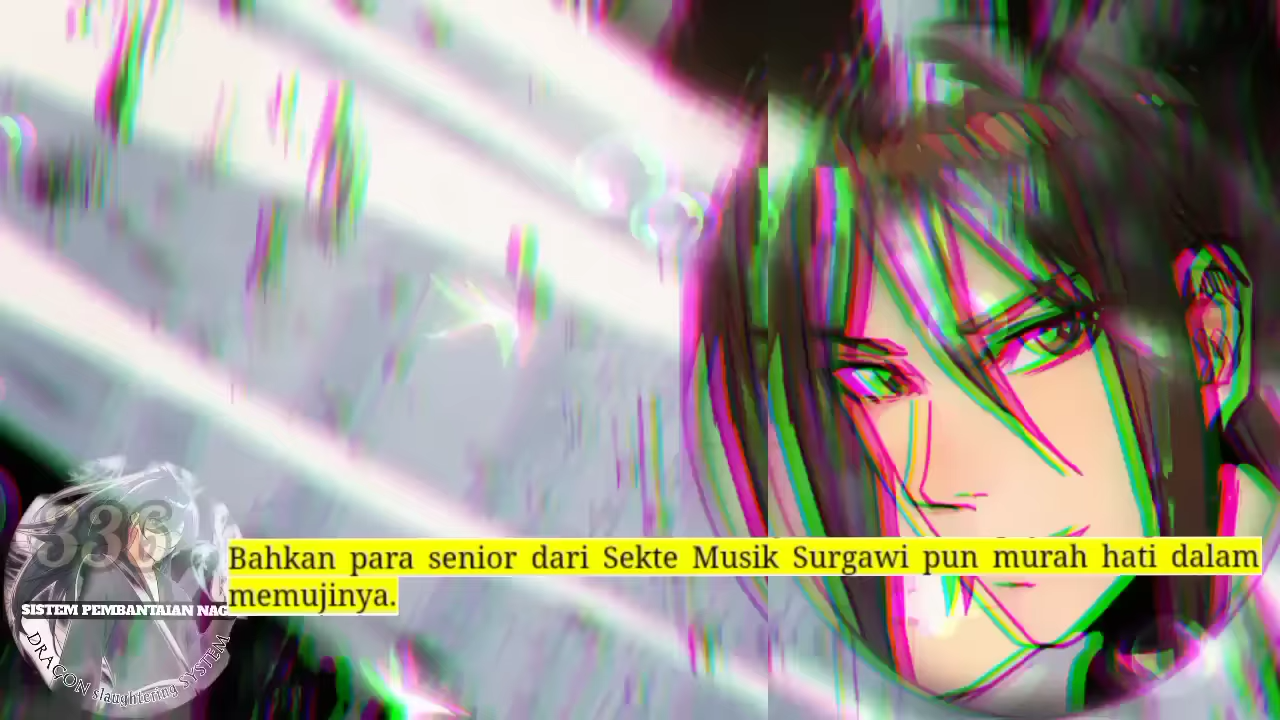 336
Bahkan para senior dari Sekte Musik Surgawi pun murah hati dalam
memujinya.
SISTEM PEMBANTAIAN NAG
DRAGON slaughtering SYSTEM